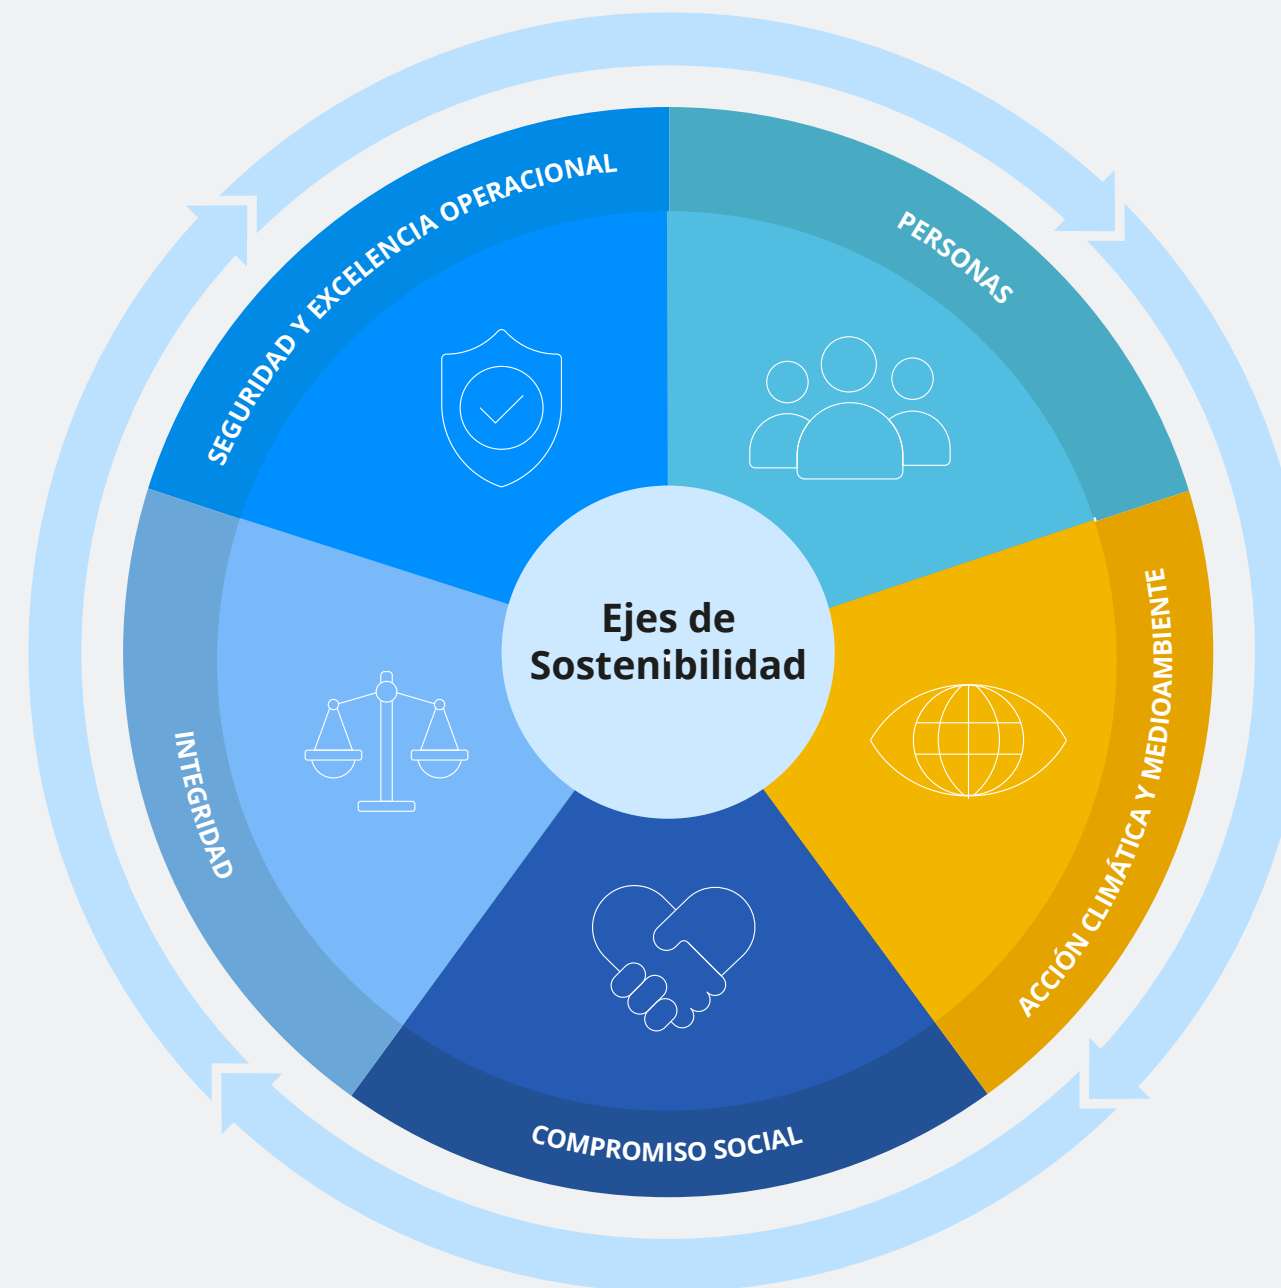 SEGURIDAD Y EXCELENCIA OPERACIONAL
PERSONAS
Ejes de
Sostenibilidad
ACCIÓN CLIMÁTICA Y MEDIOAMBIENTE
INTEGRIDAD
COMPROMISO SOCIAL